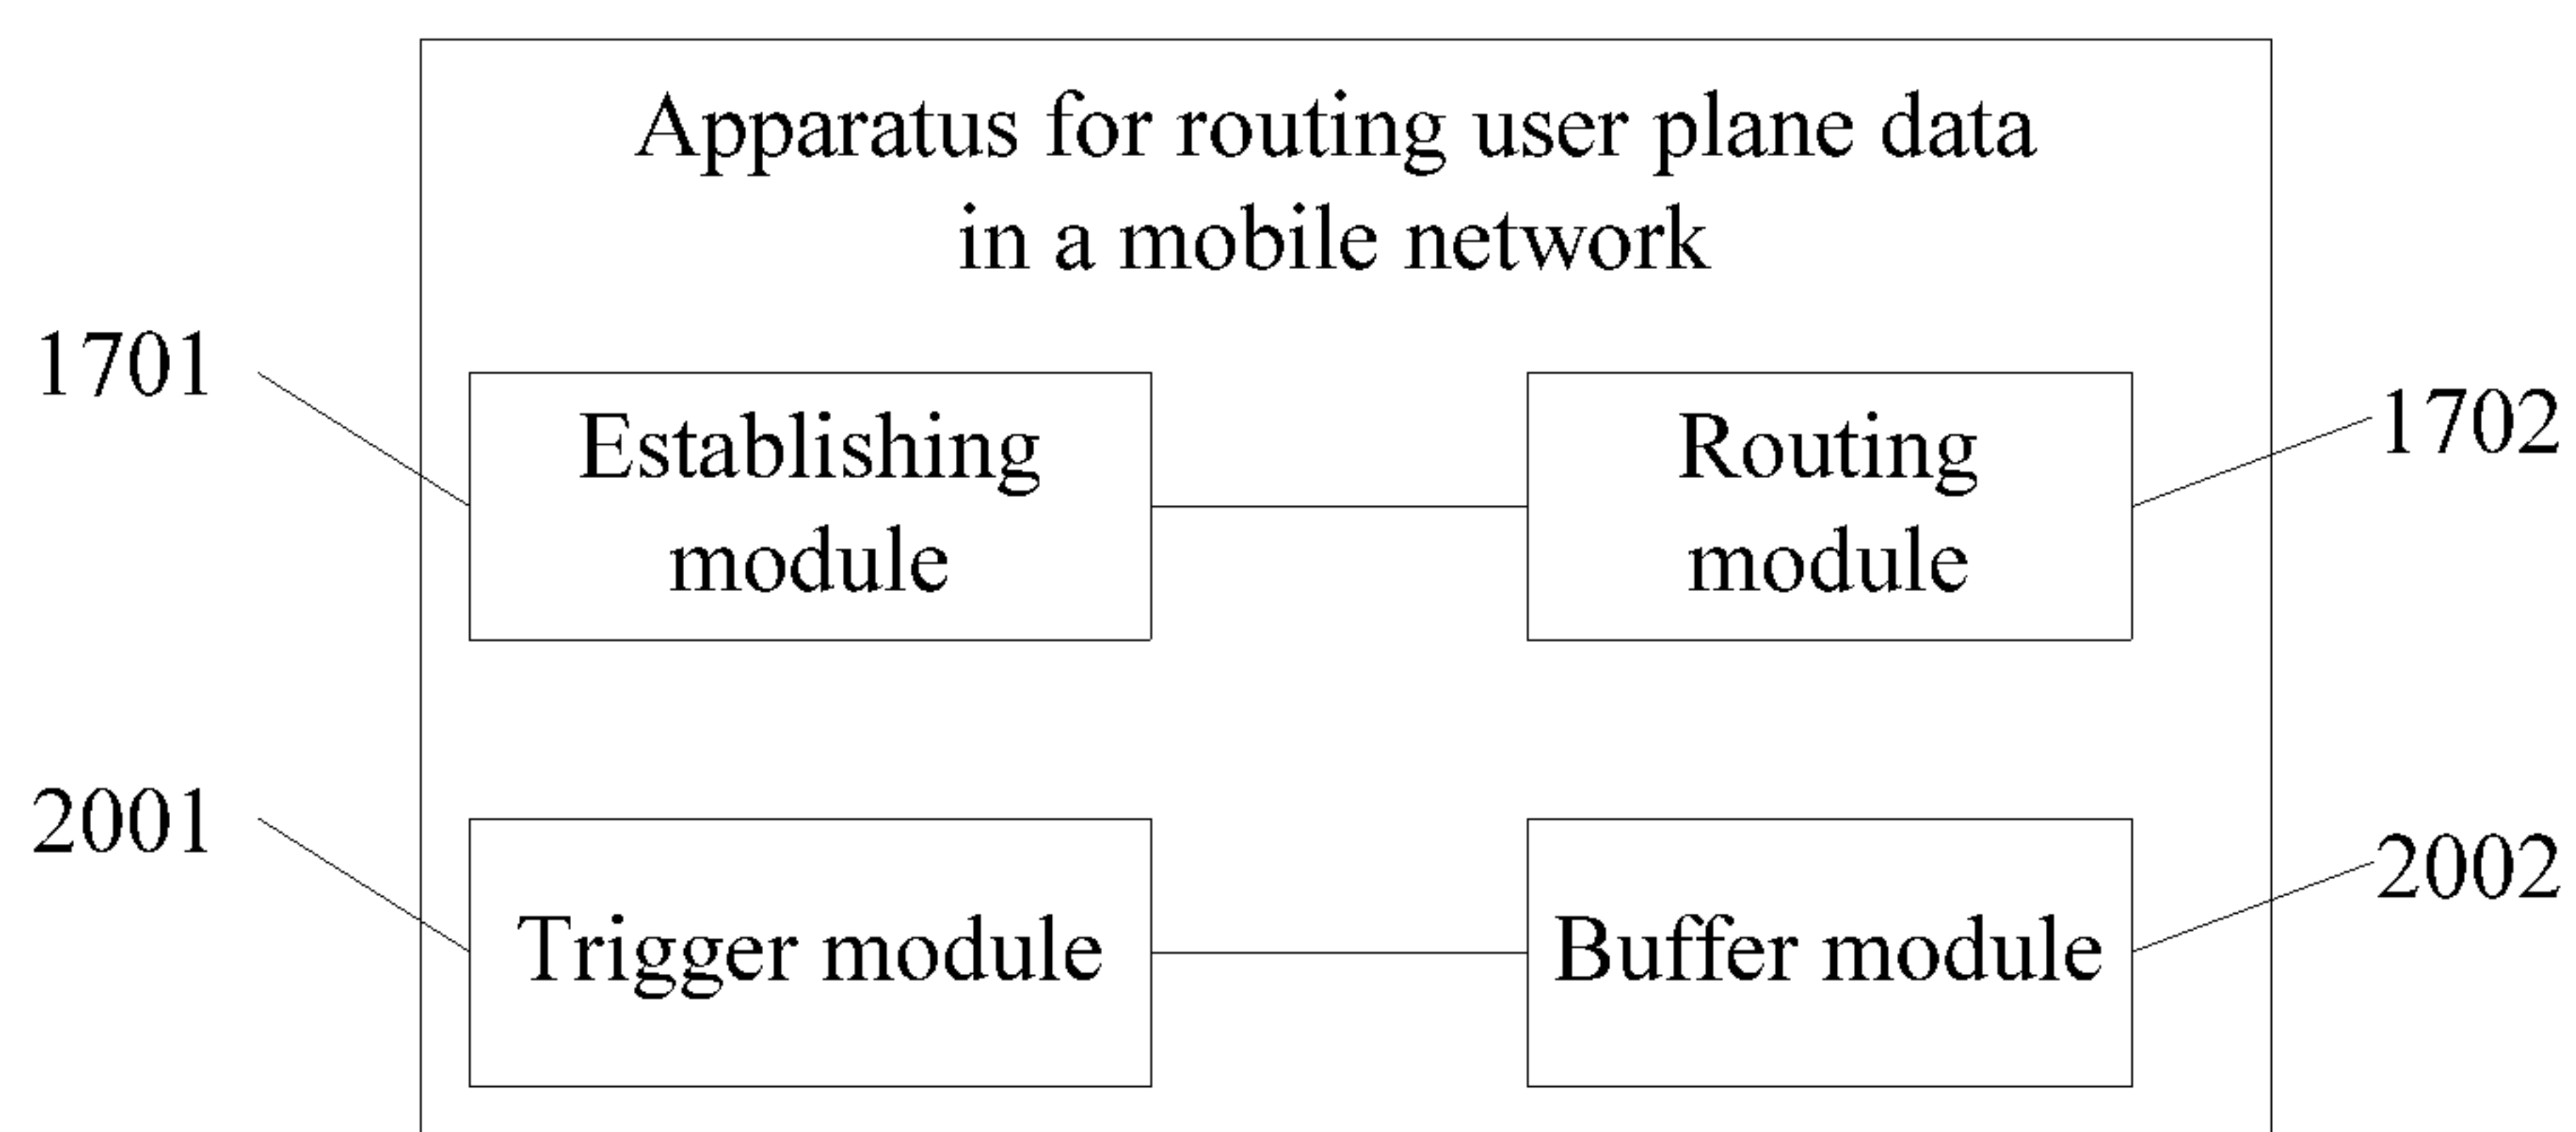 Apparatus for routing user plane data
in a mobile network
1701
Establishing
module
Routing
module
1702
2001
Trigger module
Buffer module
2002